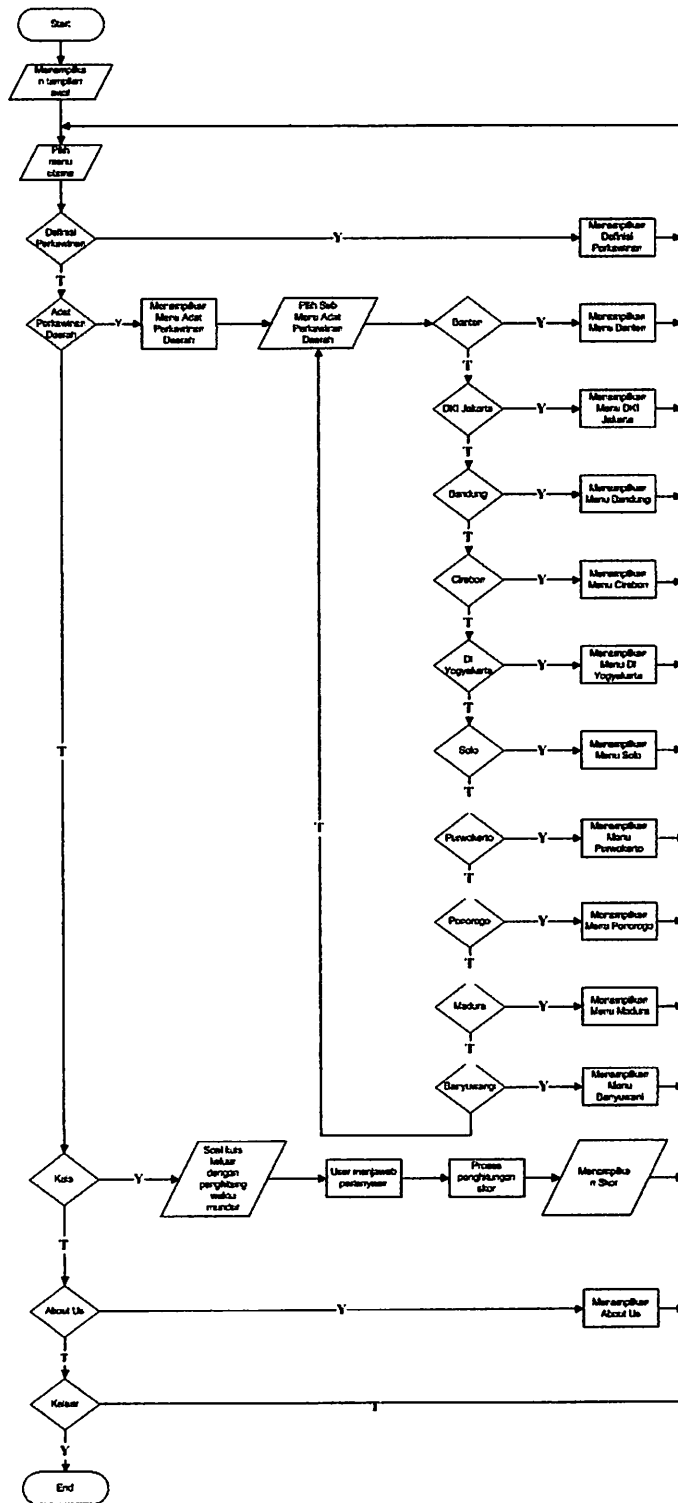 Start
Menampilka
n tampilan
awal
Pilih
menu
utama
Definisi
Perkawinan
Y
Menampilkan
Definisi
Perkawinan
T
Adat
Perkawinan
Daerah
Y
Menampilkan
Menu Adat
Perkawinan
Daerah
Pilih Sub
Menu Adat
Perkawinan
Daerah
Banten
Y
Menampilkan
Menu Banten
T
DKI Jakarta
Y
Menampilkan
Menu DKI
Jakarta
T
Bandung
Y
Menampilkan
Menu Bandung
T
Cirebon
Y
Menampilkan
Menu Cirebon
T
DI
Yogyakarta
Y
Menampilkan
Menu DI
Yogyakarta
T
Solo
Y
Menampilkan
Menu Solo
T
T
T
Purwokerto
Y
Menampilkan
Menu
Purwokerto
T
Ponorogo
Y
Menampilkan
Menu Ponorogo
T
Madura
Y
Menampilkan
Menu Madura
T
Banyuwangi
Y
Menampilkan
Menu
Kuis
Y
Soal kuis
keluar
dengan
penghitung
waktu
mundur
User menjawab
pertanyaan
Proses
penghitungan
skor
Menampilka
n Skor
T
About Us
Y
Menampilkan
About Us
T
Keluar
T
Y
End